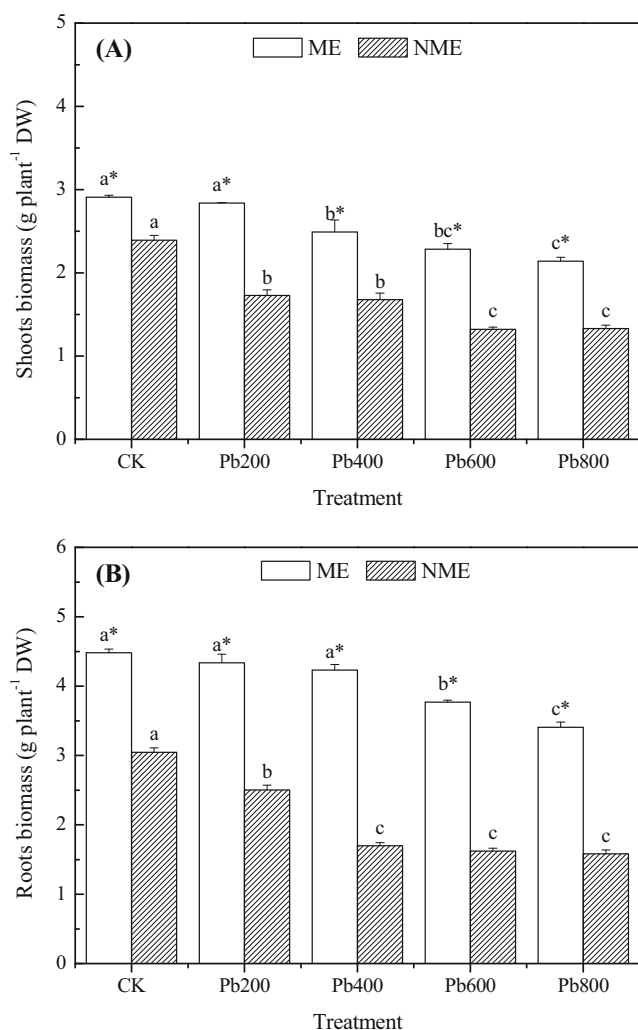 (A)
ME
NME
Shoots biomass (g plant⁻¹ DW)
5
4
3
2
1
0
a* a a* b b* b bc* c c* c
CK Pb200 Pb400 Pb600 Pb800
Treatment
(B)
ME
NME
Roots biomass (g plant⁻¹ DW)
6
5
4
3
2
1
0
a* a a* b a* c b* c c* c
CK Pb200 Pb400 Pb600 Pb800
Treatment